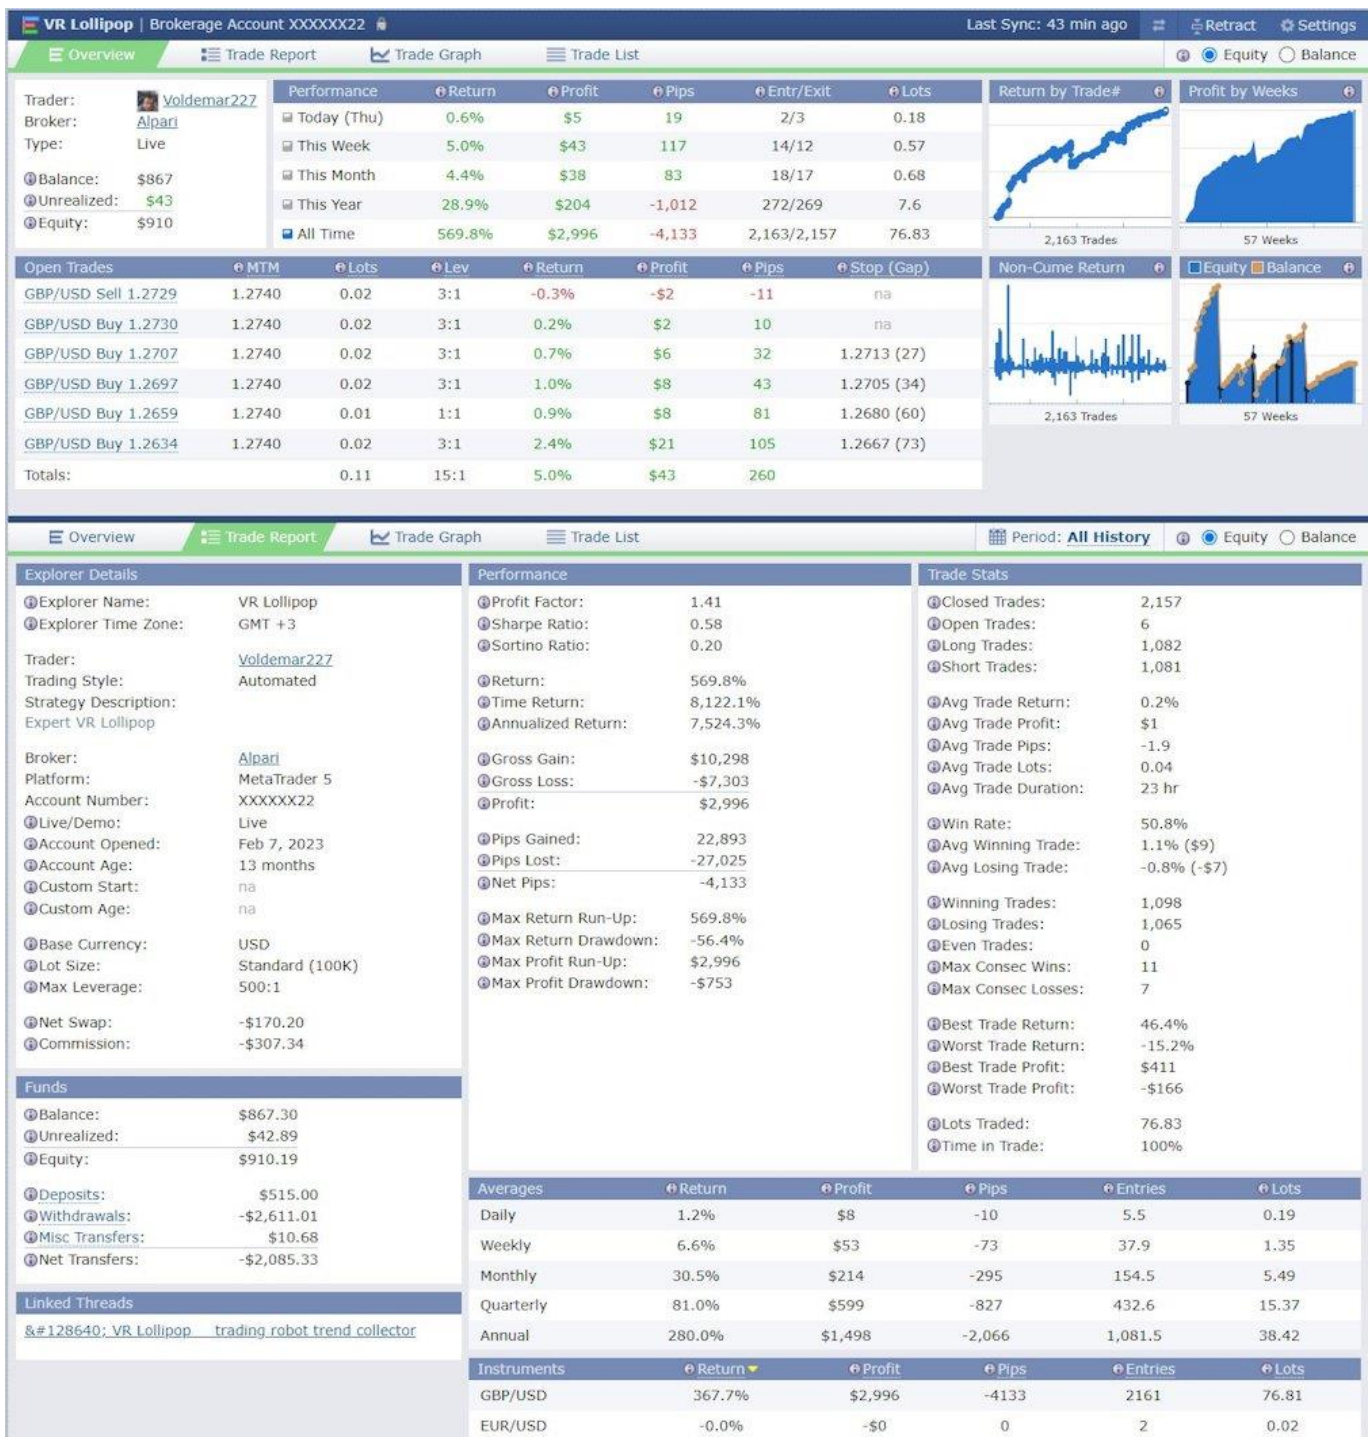 VR Lollipop | Brokerage Account XXXXXX22 Last Sync: 43 min ago Retract Settings
Overview Trade Report Trade Graph Trade List Equity Balance
Trader: Voldemar227
Broker: Alpari
Type: Live
Balance: $867
Unrealized: $43
Equity: $910
Performance Return Profit Pips Entr/Exit Lots
Today (Thu) 0.6% $5 19 2/3 0.18
This Week 5.0% $43 117 14/12 0.57
This Month 4.4% $38 83 18/17 0.68
This Year 28.9% $204 -1,012 272/269 7.6
All Time 569.8% $2,996 -4,133 2,163/2,157 76.83
Return by Trade#
2,163 Trades
Profit by Weeks
57 Weeks
Open Trades MTM Lots Lev Return Profit Pips Stop (Gap)
GBP/USD Sell 1.2729 1.2740 0.02 3:1 -0.3% -$2 -11 na
GBP/USD Buy 1.2730 1.2740 0.02 3:1 0.2% $2 10 na
GBP/USD Buy 1.2707 1.2740 0.02 3:1 0.7% $6 32 1.2713 (27)
GBP/USD Buy 1.2697 1.2740 0.02 3:1 1.0% $8 43 1.2705 (34)
GBP/USD Buy 1.2659 1.2740 0.01 1:1 0.9% $8 81 1.2680 (60)
GBP/USD Buy 1.2634 1.2740 0.02 3:1 2.4% $21 105 1.2667 (73)
Totals: 0.11 15:1 5.0% $43 260
Non-Cume Return
2,163 Trades
Equity Balance
57 Weeks
Overview Trade Report Trade Graph Trade List Period: All History Equity Balance
Explorer Details
Explorer Name: VR Lollipop
Explorer Time Zone: GMT +3
Trader: Voldemar227
Trading Style: Automated
Strategy Description:
Expert VR Lollipop
Broker: Alpari
Platform: MetaTrader 5
Account Number: XXXXXX22
Live/Demo: Live
Account Opened: Feb 7, 2023
Account Age: 13 months
Custom Start: na
Custom Age: na
Base Currency: USD
Lot Size: Standard (100K)
Max Leverage: 500:1
Net Swap: -$170.20
Commission: -$307.34
Funds
Balance: $867.30
Unrealized: $42.89
Equity: $910.19
Deposits: $515.00
Withdrawals: -$2,611.01
Misc Transfers: $10.68
Net Transfers: -$2,085.33
Linked Threads
&#128640; VR Lollipop trading robot trend collector
Performance
Profit Factor: 1.41
Sharpe Ratio: 0.58
Sortino Ratio: 0.20
Return: 569.8%
Time Return: 8,122.1%
Annualized Return: 7,524.3%
Gross Gain: $10,298
Gross Loss: -$7,303
Profit: $2,996
Pips Gained: 22,893
Pips Lost: -27,025
Net Pips: -4,133
Max Return Run-Up: 569.8%
Max Return Drawdown: -56.4%
Max Profit Run-Up: $2,996
Max Profit Drawdown: -$753
Trade Stats
Closed Trades: 2,157
Open Trades: 6
Long Trades: 1,082
Short Trades: 1,081
Avg Trade Return: 0.2%
Avg Trade Profit: $1
Avg Trade Pips: -1.9
Avg Trade Lots: 0.04
Avg Trade Duration: 23 hr
Win Rate: 50.8%
Avg Winning Trade: 1.1% ($9)
Avg Losing Trade: -0.8% (-$7)
Winning Trades: 1,098
Losing Trades: 1,065
Even Trades: 0
Max Consec Wins: 11
Max Consec Losses: 7
Best Trade Return: 46.4%
Worst Trade Return: -15.2%
Best Trade Profit: $411
Worst Trade Profit: -$166
Lots Traded: 76.83
Time in Trade: 100%
Averages Return Profit Pips Entries Lots
Daily 1.2% $8 -10 5.5 0.19
Weekly 6.6% $53 -73 37.9 1.35
Monthly 30.5% $214 -295 154.5 5.49
Quarterly 81.0% $599 -827 432.6 15.37
Annual 280.0% $1,498 -2,066 1,081.5 38.42
Instruments Return Profit Pips Entries Lots
GBP/USD 367.7% $2,996 -4133 2161 76.81
EUR/USD -0.0% -$0 0 2 0.02